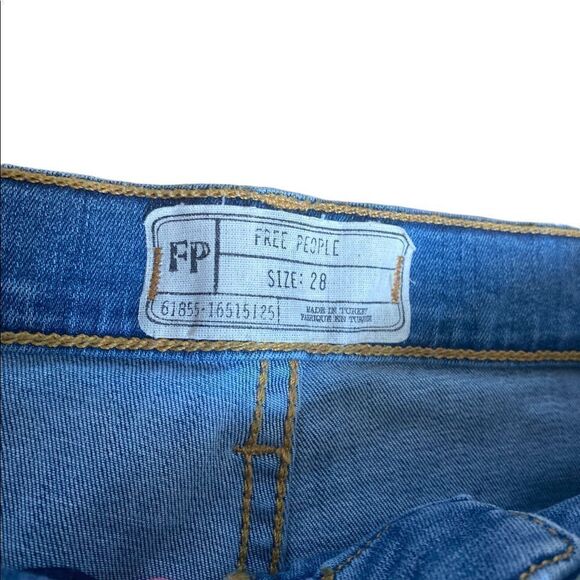 FP
FREE PEOPLE
SIZE: 28
61855-16515125
MADE IN TURKEY
FABRIQUE EN TURQUIE